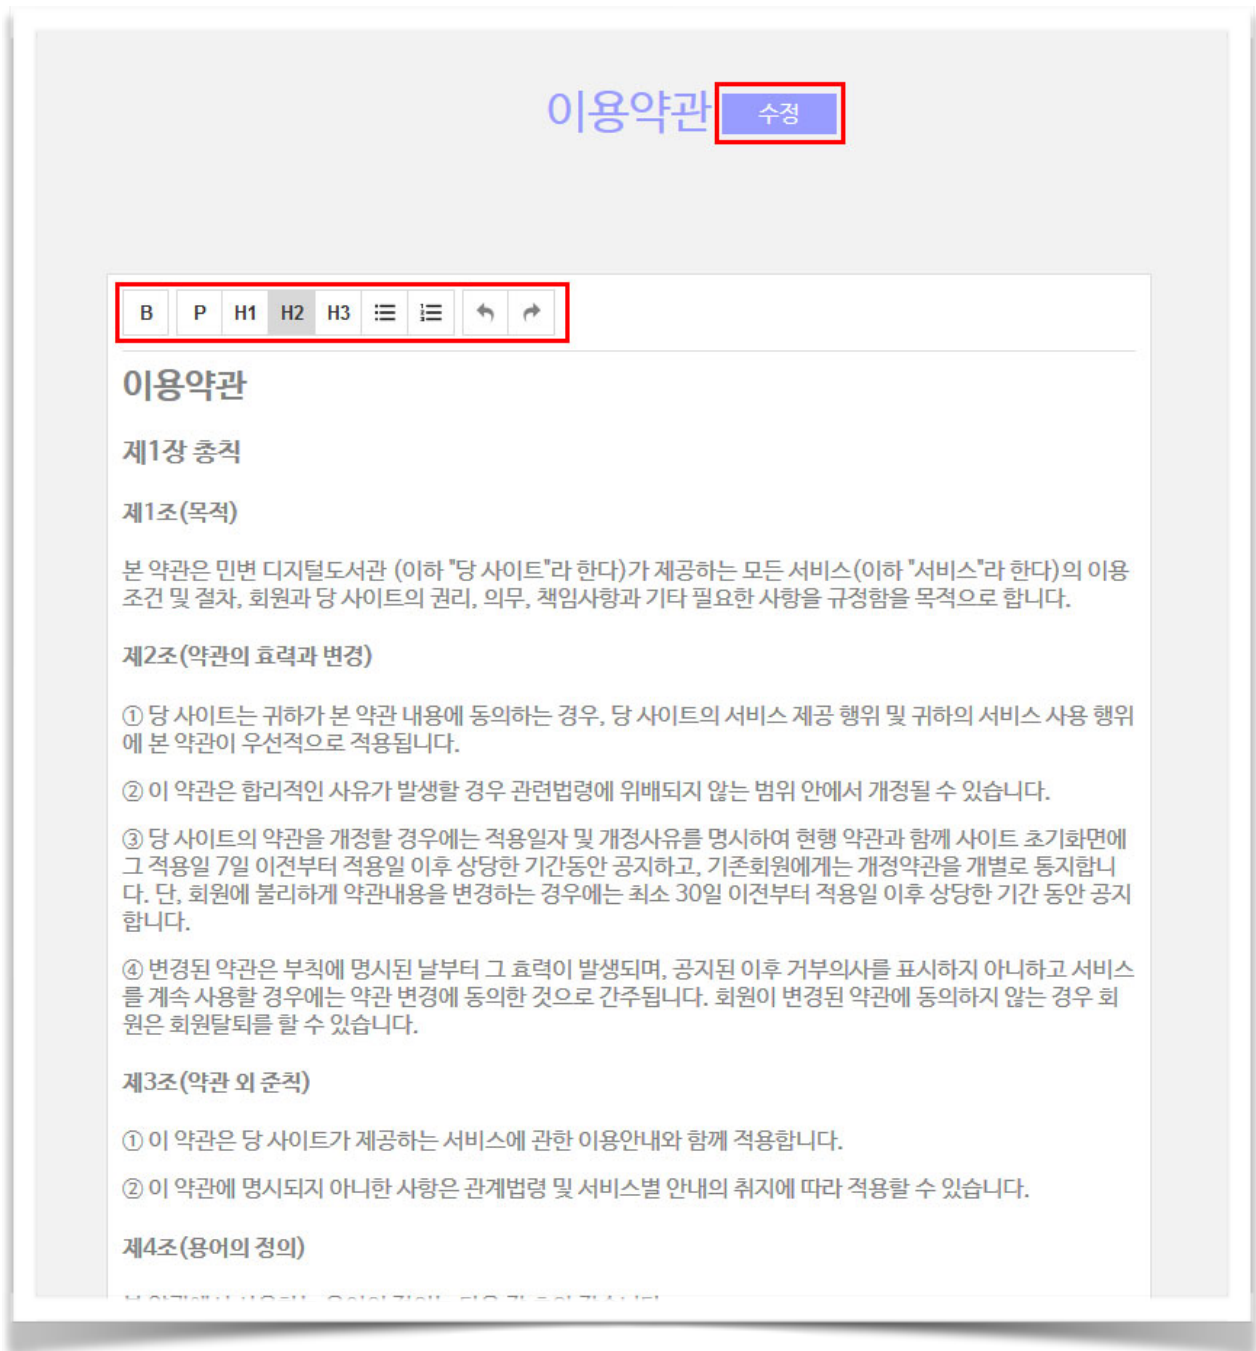 이용약관 수정
B P H1 H2 H3
이용약관
제1장 총칙
제1조(목적)
본 약관은 민변 디지털도서관 (이하 "당 사이트"라 한다)가 제공하는 모든 서비스(이하 "서비스"라 한다)의 이용
조건 및 절차, 회원과 당 사이트의 권리, 의무, 책임사항과 기타 필요한 사항을 규정함을 목적으로 합니다.
제2조(약관의 효력과 변경)
① 당 사이트는 귀하가 본 약관 내용에 동의하는 경우, 당 사이트의 서비스 제공 행위 및 귀하의 서비스 사용 행위
에 본 약관이 우선적으로 적용됩니다.
② 이 약관은 합리적인 사유가 발생할 경우 관련법령에 위배되지 않는 범위 안에서 개정될 수 있습니다.
③ 당 사이트의 약관을 개정할 경우에는 적용일자 및 개정사유를 명시하여 현행 약관과 함께 사이트 초기화면에
그 적용일 7일 이전부터 적용일 이후 상당한 기간동안 공지하고, 기존회원에게는 개정약관을 개별로 통지합니
다. 단, 회원에 불리하게 약관내용을 변경하는 경우에는 최소 30일 이전부터 적용일 이후 상당한 기간 동안 공지
합니다.
④ 변경된 약관은 부칙에 명시된 날부터 그 효력이 발생되며, 공지된 이후 거부의사를 표시하지 아니하고 서비스
를 계속 사용할 경우에는 약관 변경에 동의한 것으로 간주됩니다. 회원이 변경된 약관에 동의하지 않는 경우 회
원은 회원탈퇴를 할 수 있습니다.
제3조(약관 외 준칙)
① 이 약관은 당 사이트가 제공하는 서비스에 관한 이용안내와 함께 적용합니다.
② 이 약관에 명시되지 아니한 사항은 관계법령 및 서비스별 안내의 취지에 따라 적용할 수 있습니다.
제4조(용어의 정의)